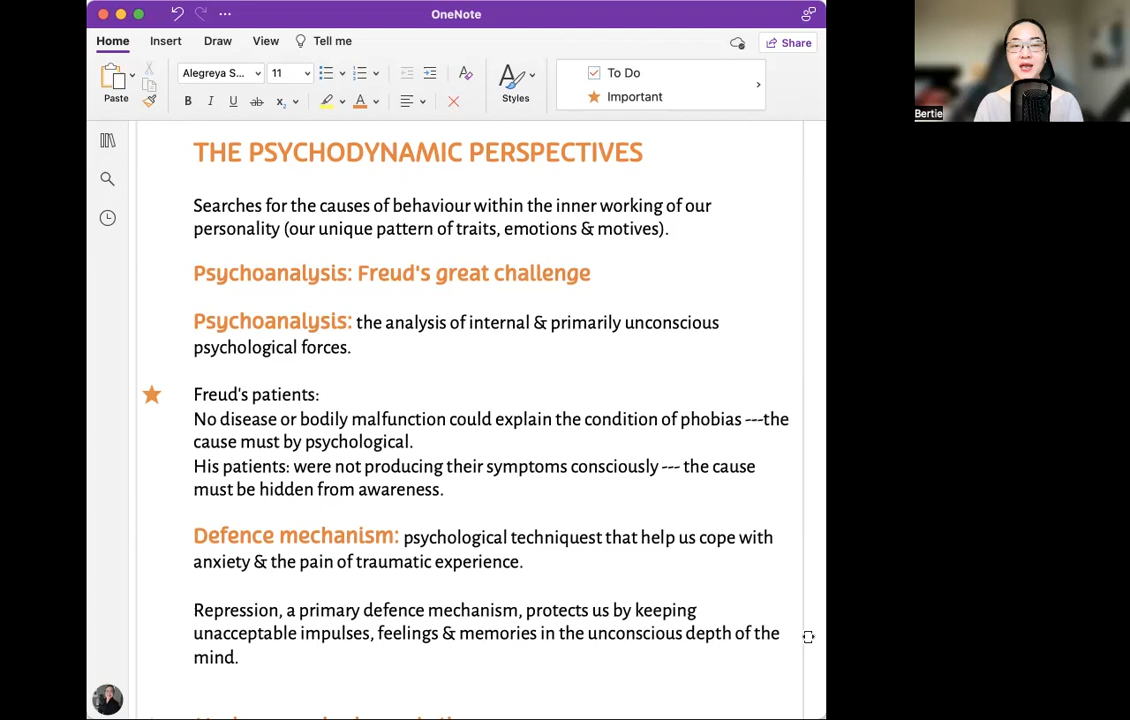 OneNote
Home Insert Draw View Tell me Share
Paste Alegreya S... 11 Styles To Do
Important
B I U ab x₂ A
Bertie
THE PSYCHODYNAMIC PERSPECTIVES
Searches for the causes of behaviour within the inner working of our
personality (our unique pattern of traits, emotions & motives).
Psychoanalysis: Freud's great challenge
Psychoanalysis: the analysis of internal & primarily unconscious
psychological forces.
Freud's patients:
No disease or bodily malfunction could explain the condition of phobias ---the
cause must by psychological.
His patients: were not producing their symptoms consciously --- the cause
must be hidden from awareness.
Defence mechanism: psychological techniquest that help us cope with
anxiety & the pain of traumatic experience.
Repression, a primary defence mechanism, protects us by keeping
unacceptable impulses, feelings & memories in the unconscious depth of the
mind.